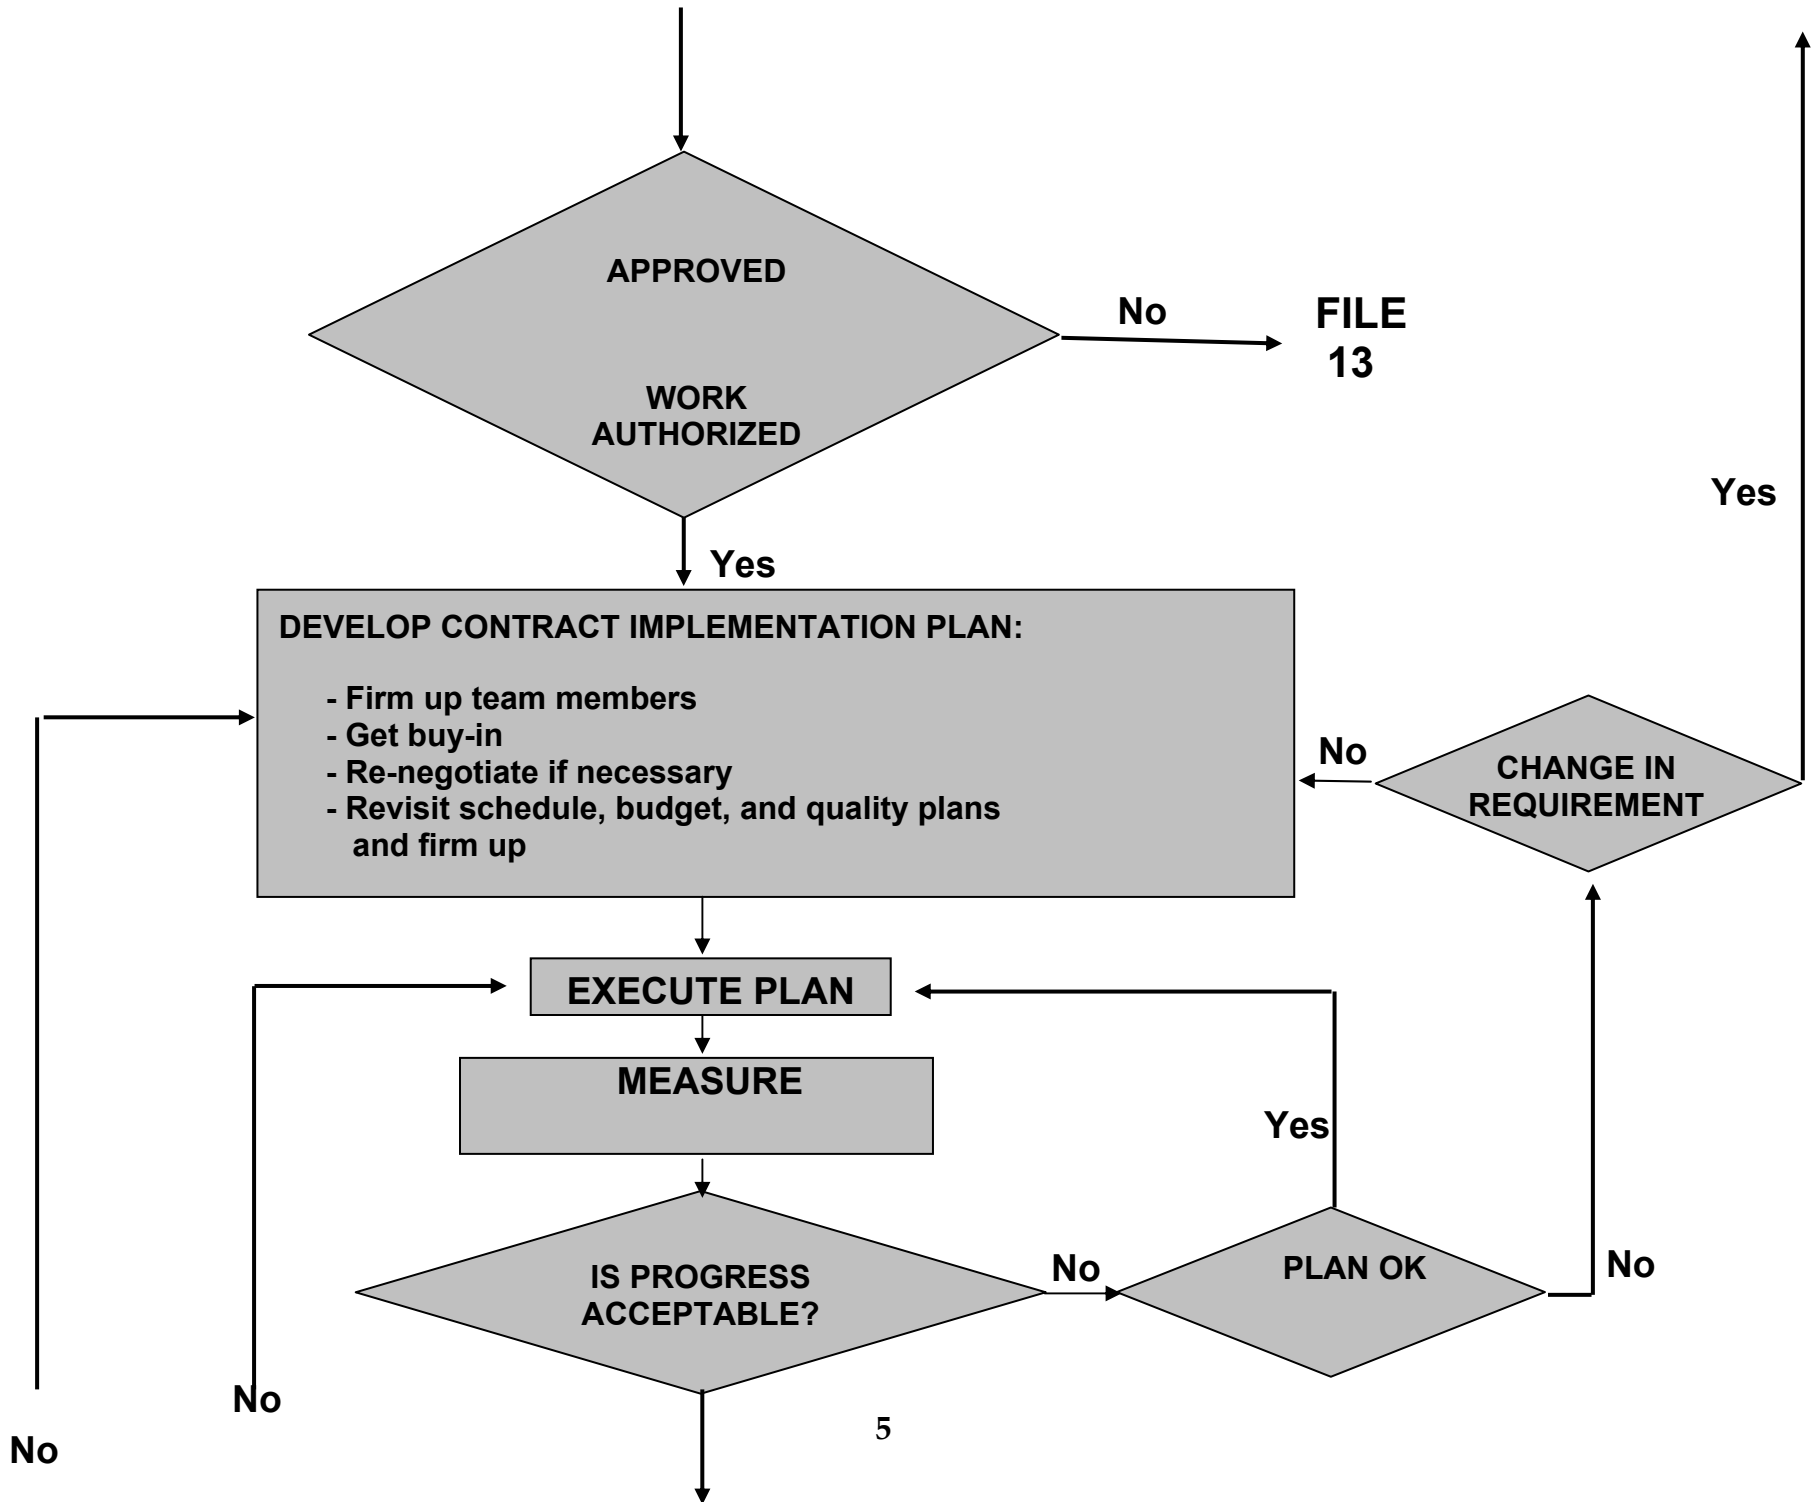 APPROVED
WORK
AUTHORIZED
No
FILE
13
Yes
Yes
DEVELOP CONTRACT IMPLEMENTATION PLAN:
- Firm up team members
- Get buy-in
- Re-negotiate if necessary
- Revisit schedule, budget, and quality plans
and firm up
No
CHANGE IN
REQUIREMENT
EXECUTE PLAN
MEASURE
Yes
IS PROGRESS
ACCEPTABLE?
No
PLAN OK
No
No
No
5